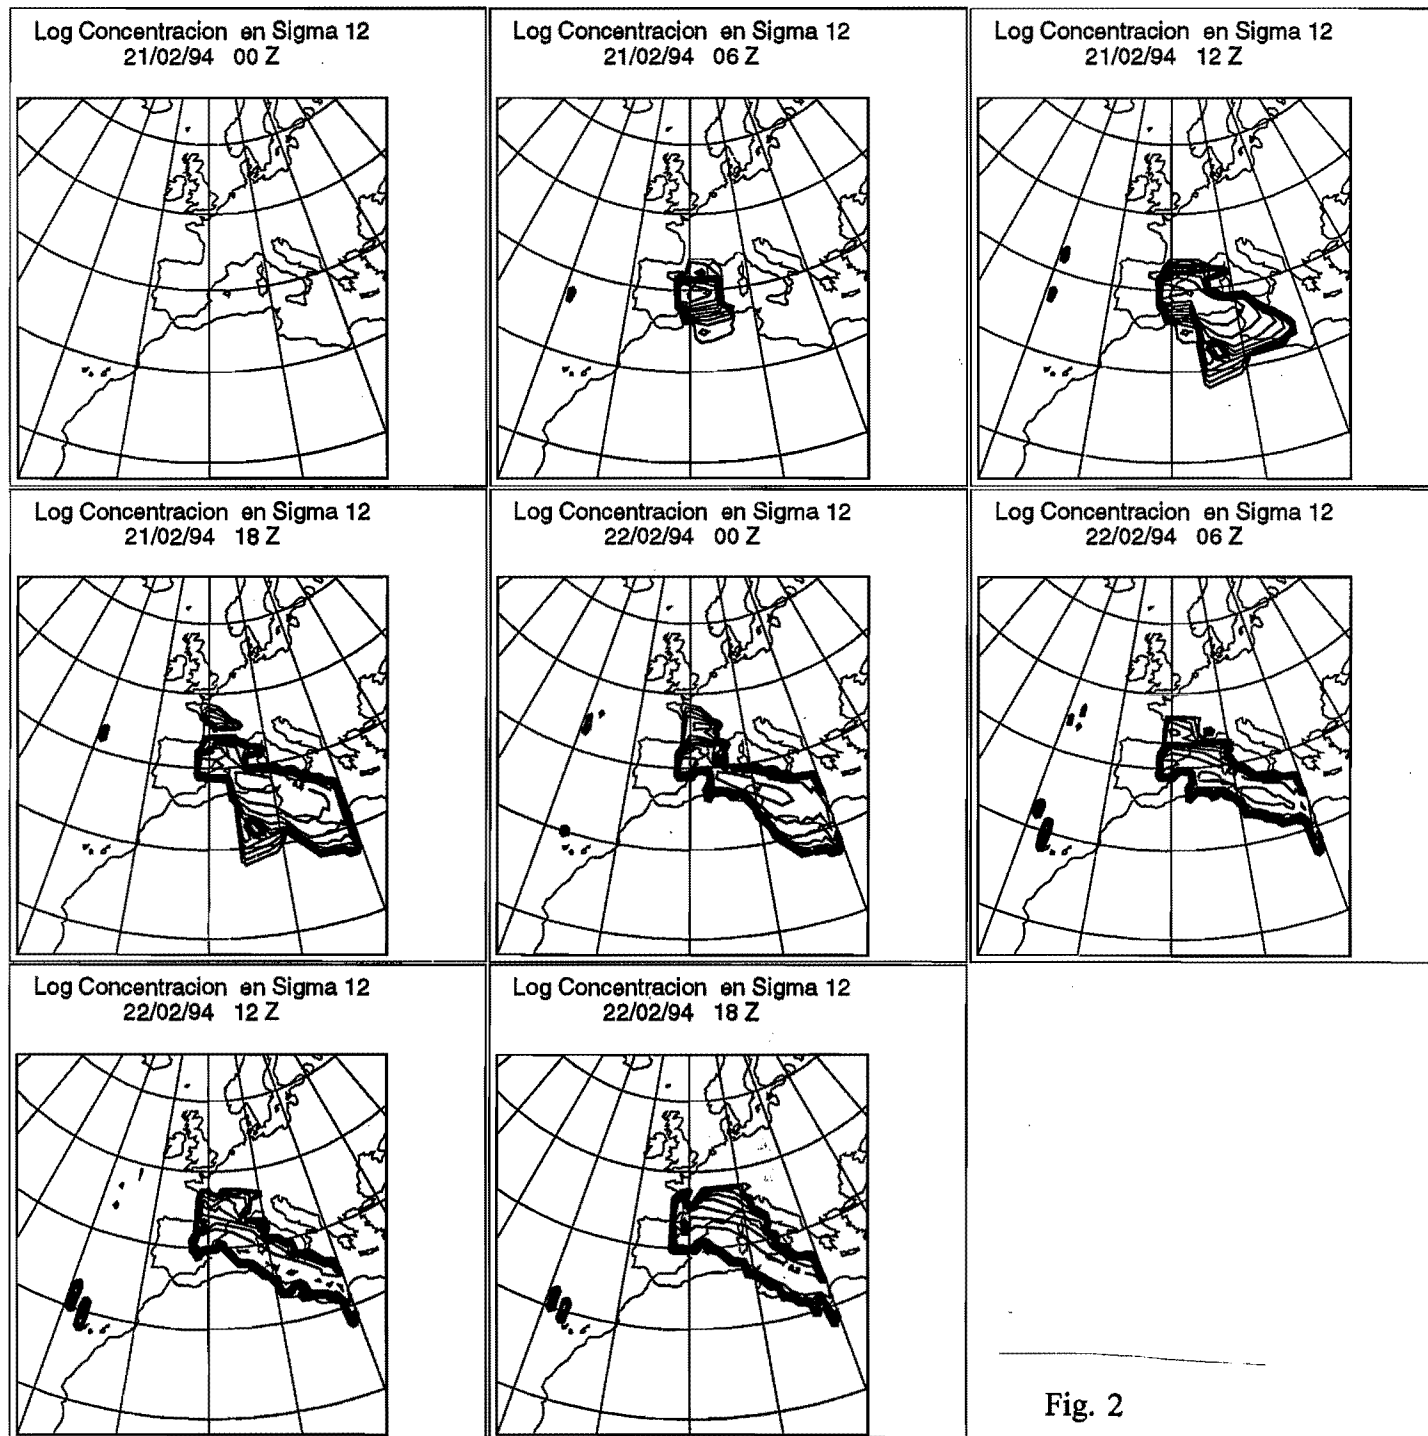 Log Concentracion en Sigma 12
21/02/94 00 Z
Log Concentracion en Sigma 12
21/02/94 06 Z
Log Concentracion en Sigma 12
21/02/94 12 Z
Log Concentracion en Sigma 12
21/02/94 18 Z
Log Concentracion en Sigma 12
22/02/94 00 Z
Log Concentracion en Sigma 12
22/02/94 06 Z
Log Concentracion en Sigma 12
22/02/94 12 Z
Log Concentracion en Sigma 12
22/02/94 18 Z
Fig. 2